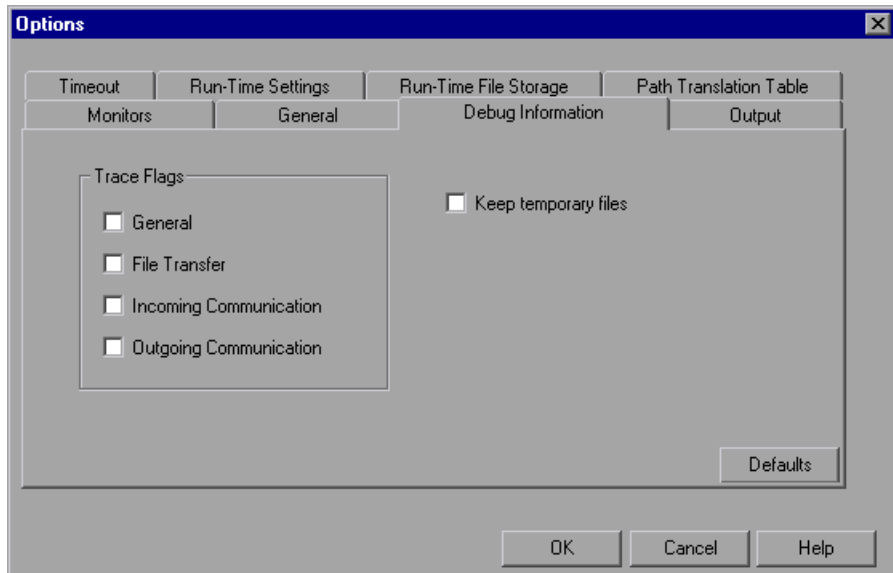 Options
Timeout Run-Time Settings Run-Time File Storage Path Translation Table
Monitors General Debug Information Output
Trace Flags
Keep temporary files
General
File Transfer
Incoming Communication
Outgoing Communication
Defaults
OK Cancel Help